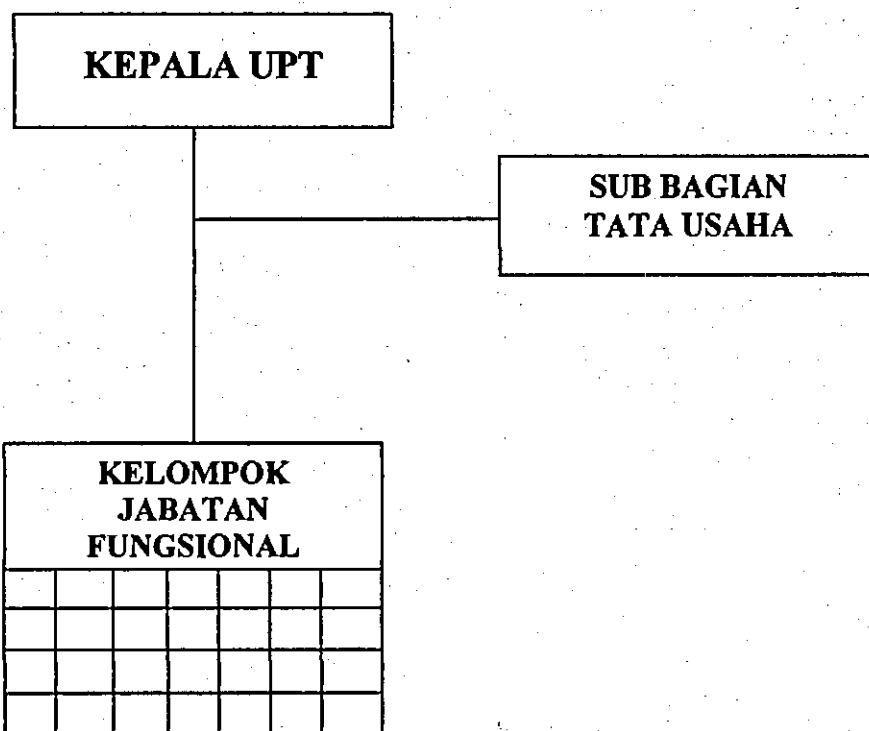 KEPALA UPT
SUB BAGIAN
TATA USAHA
KELOMPOK
JABATAN
FUNGSIONAL